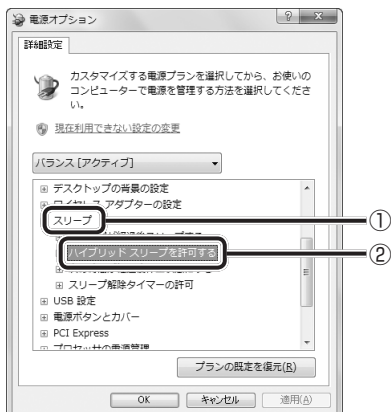 電源オプション
詳細設定
カスタマイズする電源プランを選択してから、お使いの
コンピューターで電源を管理する方法を選択してくださ
い。
現在利用できない設定の変更
バランス [アクティブ]
デスクトップの背景の設定
ワイヤレス アダプターの設定
スリープ
①
ハイブリッド スリープを許可する
②
スリープ解除タイマーの許可
USB 設定
電源ボタンとカバー
PCI Express
プロセッサの電源管理
プランの既定を復元(R)
OK
キャンセル
適用(A)